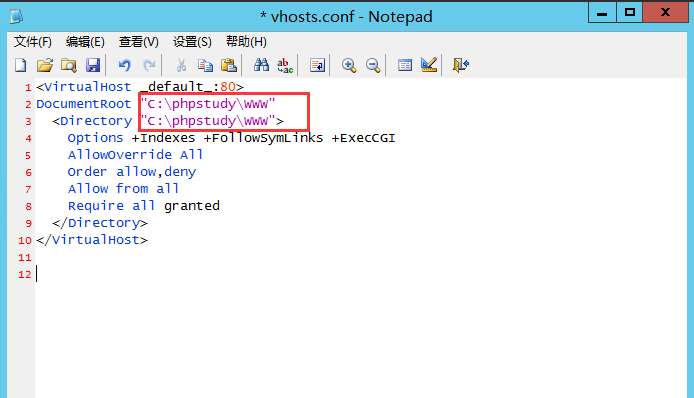 * vhosts.conf - Notepad
文件(F) 编辑(E) 查看(V) 设置(S) 帮助(H)
1 <VirtualHost _default_:80>
2 DocumentRoot "C:\phpstudy\WWW"
3 <Directory "C:\phpstudy\WWW">
4 Options +Indexes +FollowSymLinks +ExecCGI
5 AllowOverride All
6 Order allow,deny
7 Allow from all
8 Require all granted
9 </Directory>
10 </VirtualHost>
11
12